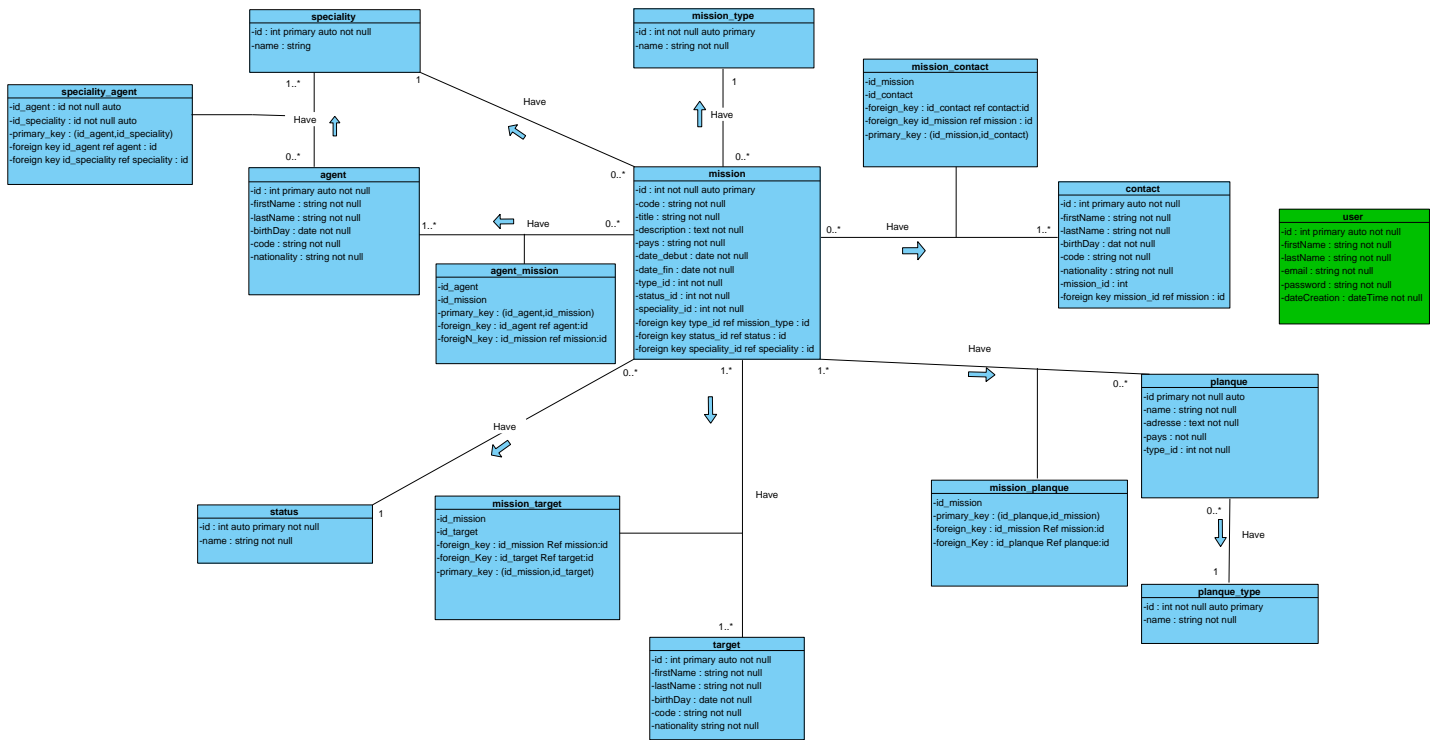 speciality
-id : int primary auto not null
-name : string
mission_type
-id : int not null auto primary
-name : string not null
mission_contact
-id_mission
-id_contact
-foreign_key : id_contact ref contact:id
-foreign_key : id_mission ref mission : id
-primary_key : (id_mission,id_contact)
speciality_agent
-id_agent : id not null auto
-id_speciality : id not null auto
-primary_key : (id_agent,id_speciality)
-foreign key id_agent ref agent : id
-foreign key id_speciality ref speciality : id
1..*
Have
0..*
1
Have
0..*
1
Have
0..*
agent
-id : int primary auto not null
-firstName : string not null
-lastName : string not null
-birthDay : date not null
-code : string not null
-nationality : string not null
1..*
Have
0..*
agent_mission
-id_agent
-id_mission
-primary_key : (id_agent,id_mission)
-foreign_key : id_agent ref agent:id
-foreigN_key : id_mission ref mission:id
mission
-id : int not null auto primary
-code : string not null
-title : string not null
-description : text not null
-pays : string not null
-date_debut : date not null
-date_fin : date not null
-type_id : int not null
-status_id : int not null
-speciality_id : int not null
-foreign key type_id ref mission_type : id
-foreign key status_id ref status : id
-foreign key speciality_id ref speciality : id
0..*
Have
1..*
contact
-id : int primary auto not null
-firstName : string not null
-lastName : string not null
-birthDay : dat not null
-code : string not null
-nationality : string not null
-mission_id : int
-foreign key mission_id ref mission : id
user
-id : int primary auto not null
-firstName : string not null
-lastName : string not null
-email : string not null
-password : string not null
-dateCreation : dateTime not null
0..*
Have
1
1.*
Have
1..*
1.*
Have
0..*
planque
-id primary not null auto
-name : string not null
-adresse : text not null
-pays : not null
-type_id : int not null
status
-id : int auto primary not null
-name : string not null
mission_target
-id_mission
-id_target
-foreign_key : id_mission Ref mission:id
-foreign_Key : id_target Ref target:id
-primary_key : (id_mission,id_target)
mission_planque
-id_mission
-primary_key : (id_planque,id_mission)
-foreign_key : id_mission Ref mission:id
-foreign_Key : id_planque Ref planque:id
0..*
Have
1
planque_type
-id : int not null auto primary
-name : string not null
target
-id : int primary auto not null
-firstName : string not null
-lastName : string not null
-birthDay : date not null
-code : string not null
-nationality string not null